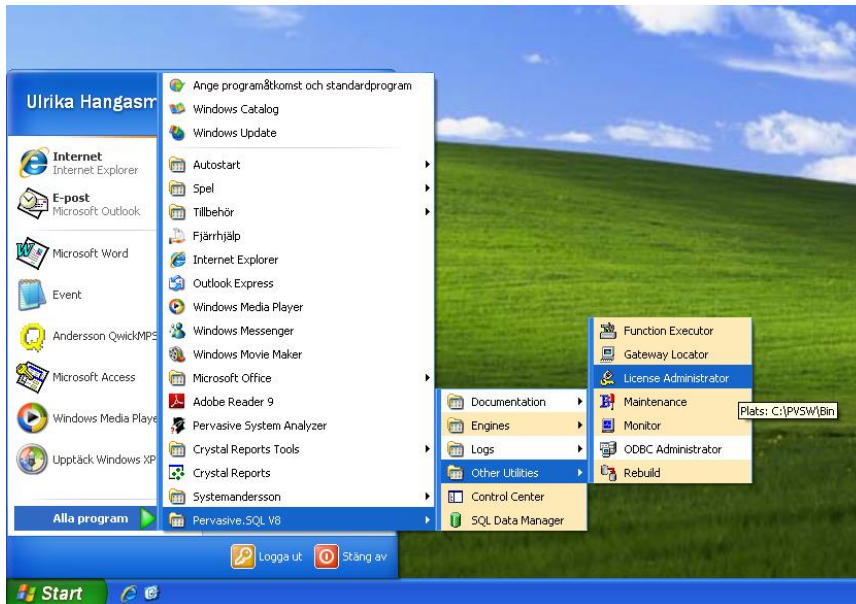 Ulrika Hangasm
Internet
Internet Explorer
E-post
Microsoft Outlook
Microsoft Word
Event
Andersson QwickMPS
Microsoft Access
Windows Media Playe
Upptäck Windows XP
Alla program
Ange programåtkomst och standardprogram
Windows Catalog
Windows Update
Autostart
Spel
Tillbehör
Fjärrhjälp
Internet Explorer
Outlook Express
Windows Media Player
Windows Messenger
Windows Movie Maker
Microsoft Office
Adobe Reader 9
Pervasive System Analyzer
Crystal Reports Tools
Crystal Reports
Systemandersson
Pervasive.SQL V8
Documentation
Engines
Logs
Other Utilities
Control Center
SQL Data Manager
Function Executor
Gateway Locator
License Administrator
Maintenance
Monitor
ODBC Administrator
Rebuild
Plats: C:\PVSW\Bin
Logga ut
Stäng av
Start